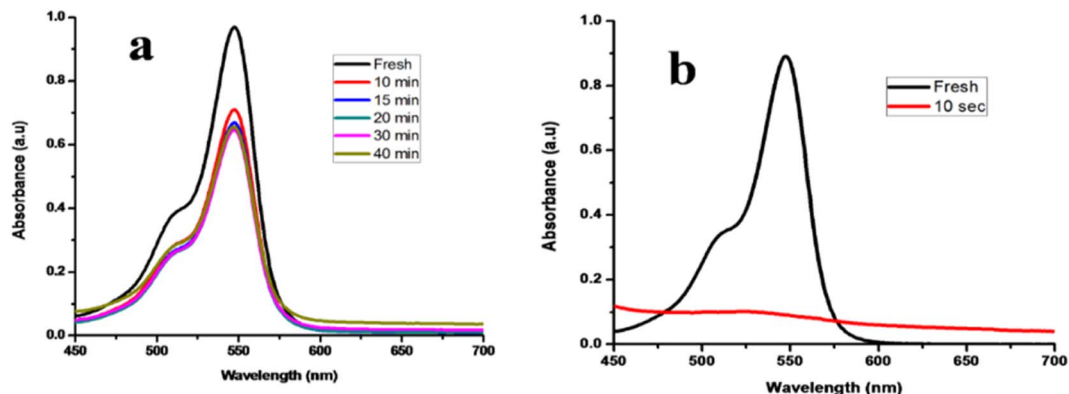 a
Fresh
10 min
15 min
20 min
30 min
40 min
1.0
0.8
0.6
0.4
0.2
0.0
Absorbance (a.u)
450 500 550 600 650 700
Wavelength (nm)
b
Fresh
10 sec
1.0
0.8
0.6
0.4
0.2
0.0
Absorbance (a.u)
450 500 550 600 650 700
Wavelength (nm)